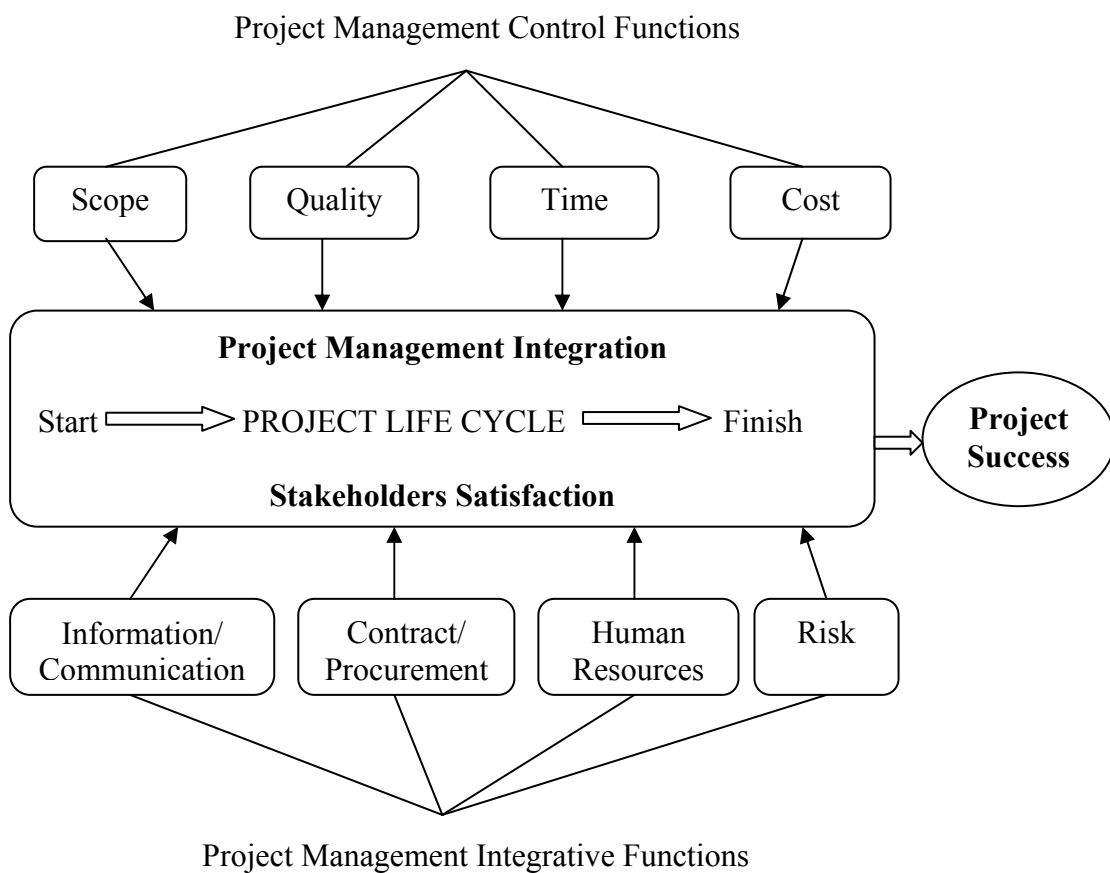 Project Management Control Functions
Scope
Quality
Time
Cost
Project Management Integration
Start
PROJECT LIFE CYCLE
Finish
Stakeholders Satisfaction
Project
Success
Information/
Communication
Contract/
Procurement
Human
Resources
Risk
Project Management Integrative Functions